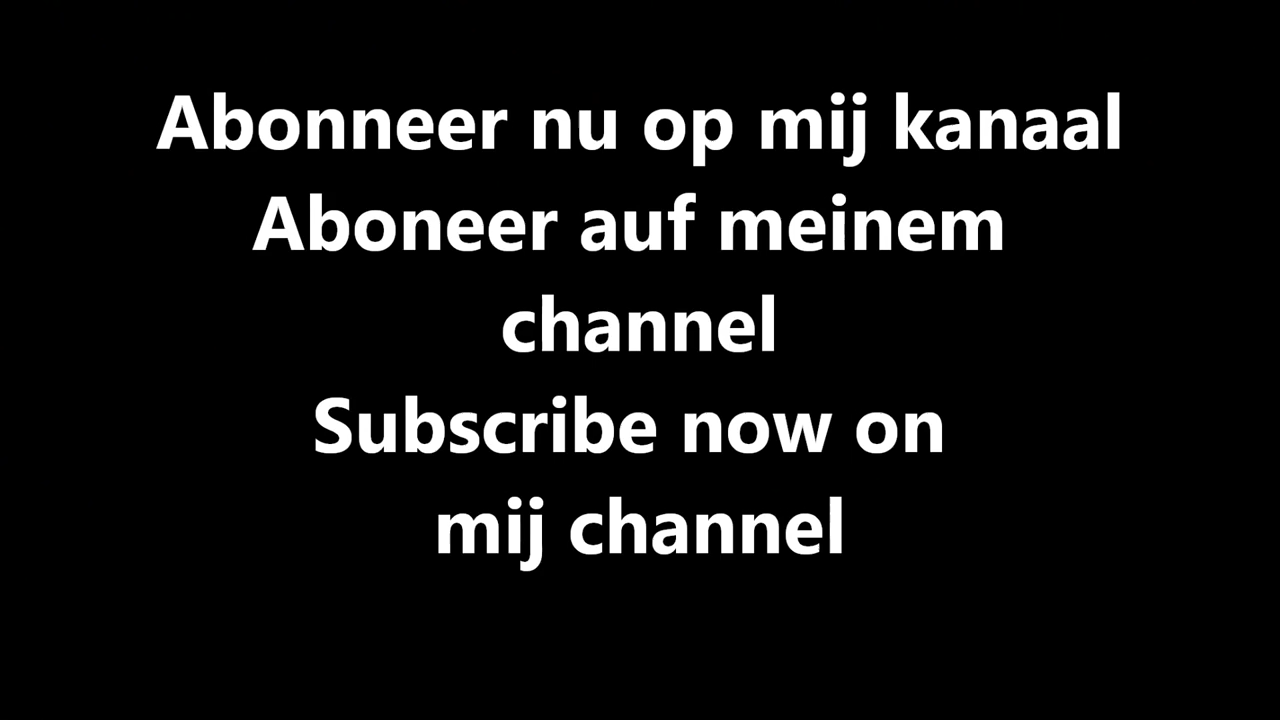 Abonneer nu op mij kanaal
Aboneer auf meinem
channel
Subscribe now on
mij channel